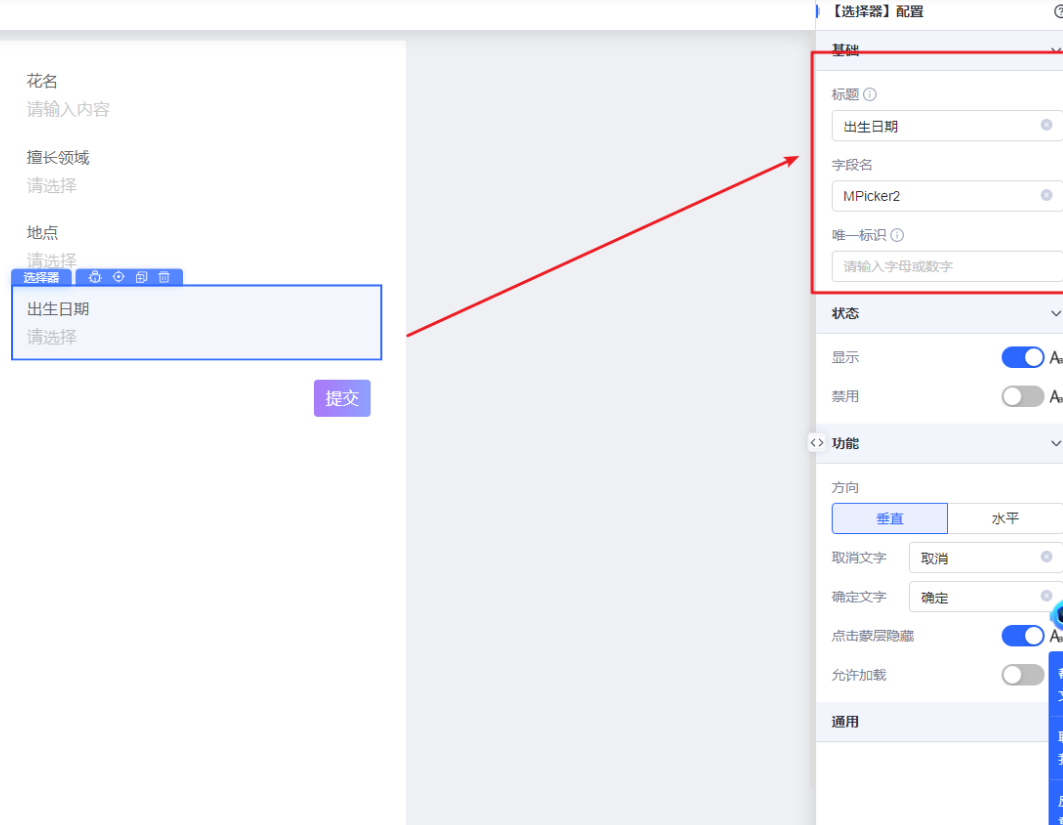 【选择器】配置
基础
花名
请输入内容
擅长领域
请选择
地点
请选择
选择器
出生日期
请选择
提交
标题
出生日期
字段名
MPicker2
唯一标识
请输入字母或数字
状态
显示
禁用
功能
方向
垂直
水平
取消文字
取消
确定文字
确定
点击蒙层隐藏
允许加载
通用